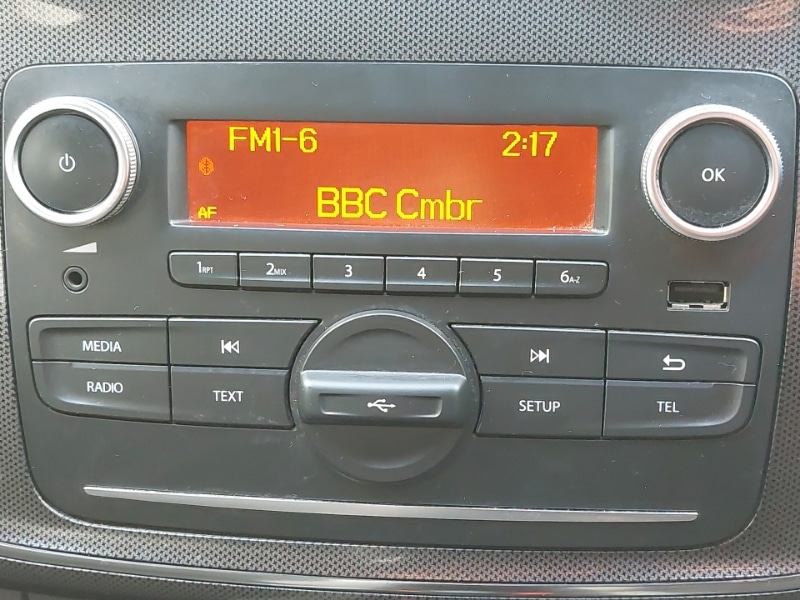 FM1-6 2:17
AF BBC Cmbr
OK
1RPT 2MIX 3 4 5 6A-Z
MEDIA
RADIO TEXT SETUP TEL